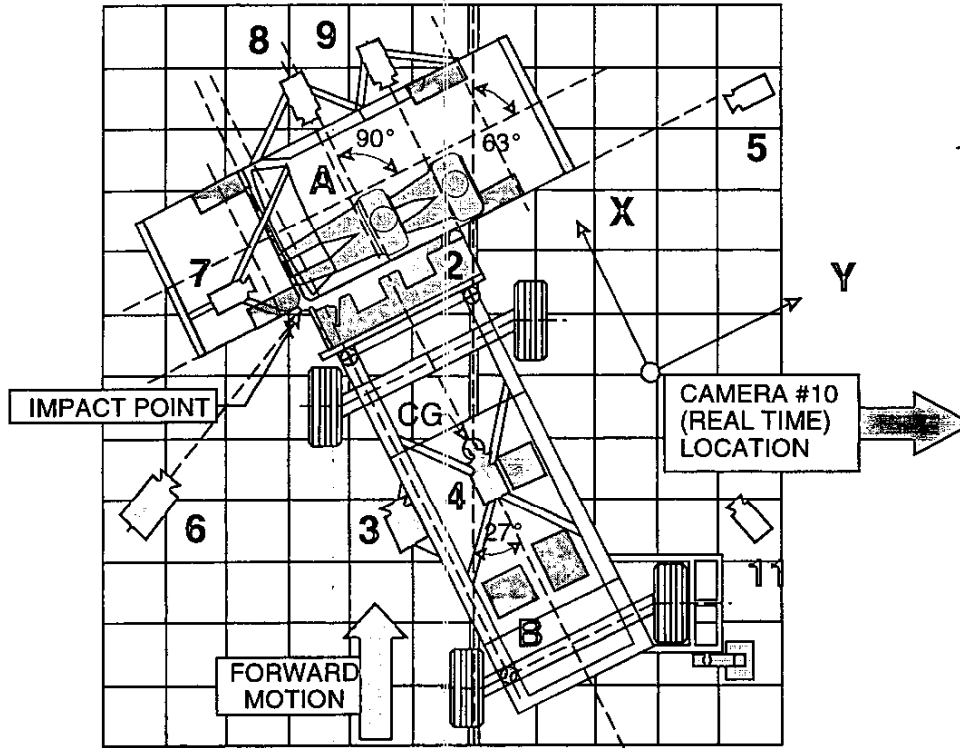 8
9
90°
63°
5
A
X
7
2
Y
IMPACT POINT
CG
CAMERA #10
(REAL TIME)
LOCATION
6
3
4
27°
11
B
FORWARD
MOTION